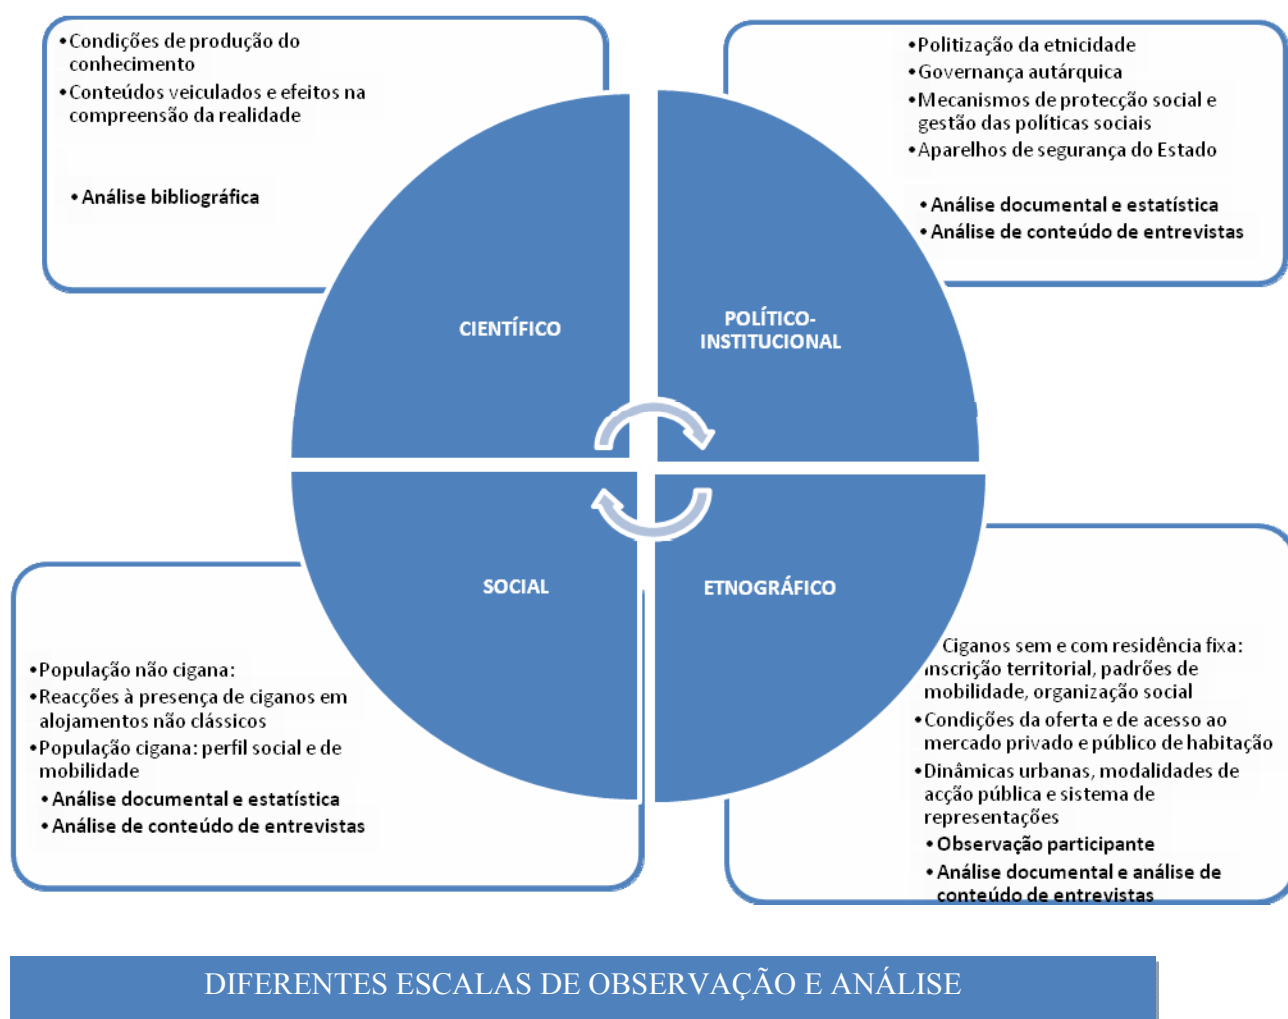 •Condições de produção do
conhecimento
•Conteúdos veiculados e efeitos na
compreensão da realidade
•Análise bibliográfica
•Politização da etnicidade
•Governança autárquica
•Mecanismos de protecção social e
gestão das políticas sociais
•Aparelhos de segurança do Estado
•Análise documental e estatística
•Análise de conteúdo de entrevistas
CIENTÍFICO
POLÍTICO-
INSTITUCIONAL
SOCIAL
ETNOGRÁFICO
•População não cigana:
•Reacções à presença de ciganos em
alojamentos não clássicos
•População cigana: perfil social e de
mobilidade
•Análise documental e estatística
•Análise de conteúdo de entrevistas
Ciganos sem e com residência fixa:
inscrição territorial, padrões de
mobilidade, organização social
•Condições da oferta e de acesso ao
mercado privado e público de habitação
•Dinâmicas urbanas, modalidades de
acção pública e sistema de
representações
•Observação participante
•Análise documental e análise de
conteúdo de entrevistas
DIFERENTES ESCALAS DE OBSERVAÇÃO E ANÁLISE